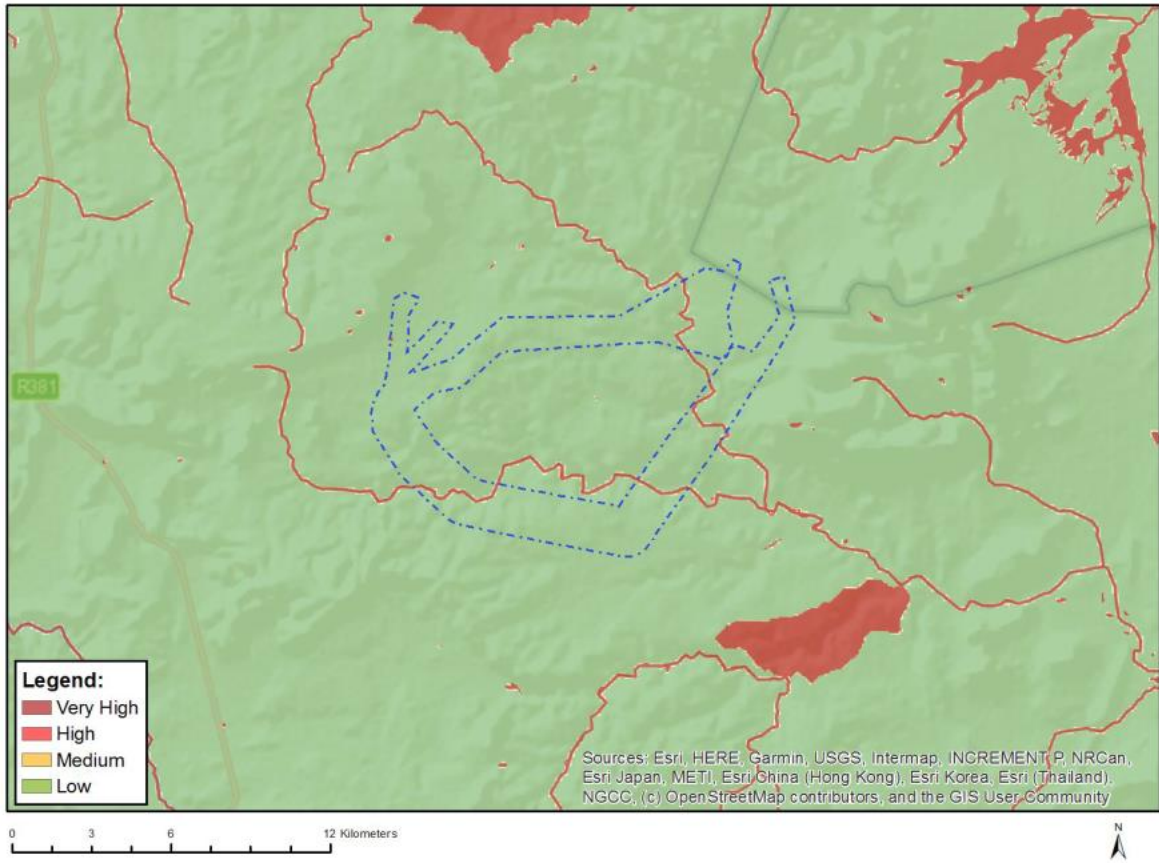 R381
Legend:
Very High
High
Medium
Low
Sources: Esri, HERE, Garmin, USGS, Intermap, INCREMENT P, NRCan,
Esri Japan, METI, Esri China (Hong Kong), Esri Korea, Esri (Thailand),
NGCC, (c) OpenStreetMap contributors, and the GIS User Community
0 3 6 12 Kilometers
N